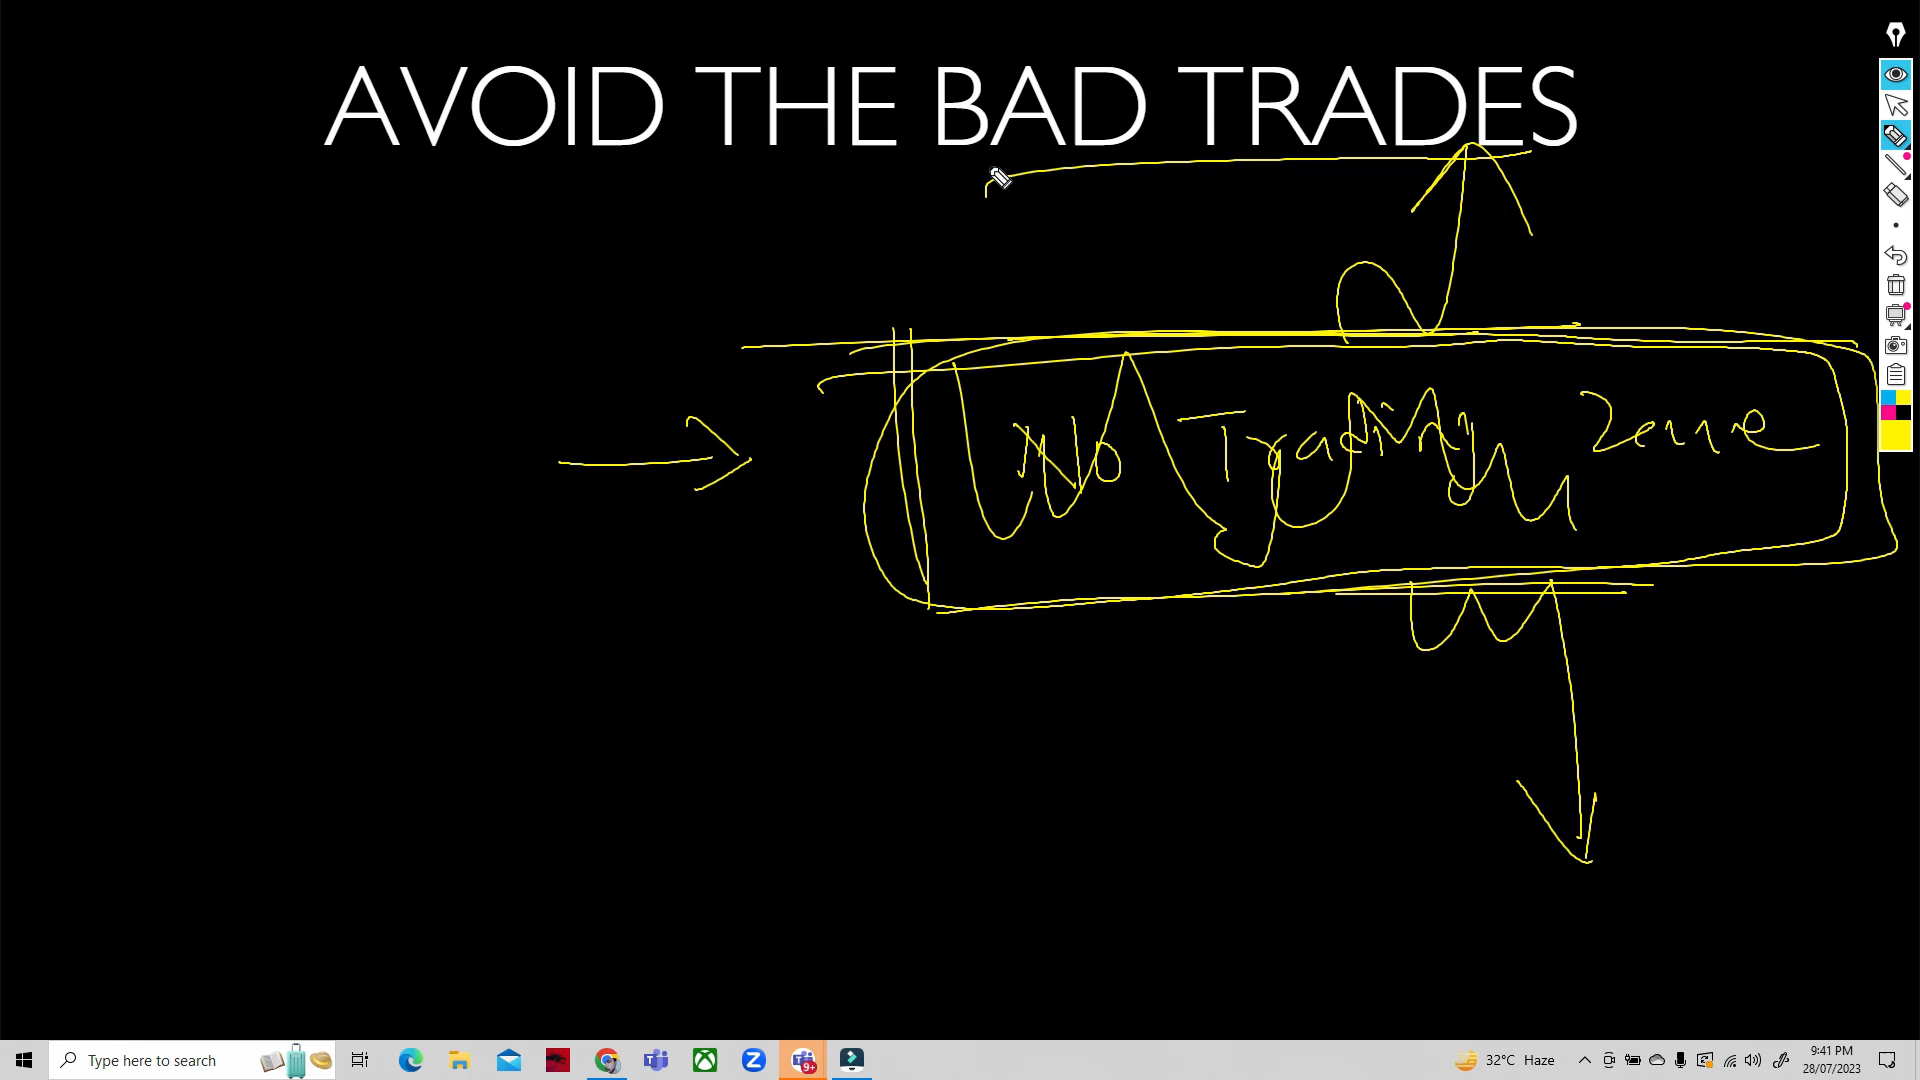 AVOID THE BAD TRADES
No Trading Zone
Type here to search
9+
32°C Haze
9:41 PM
28/07/2023